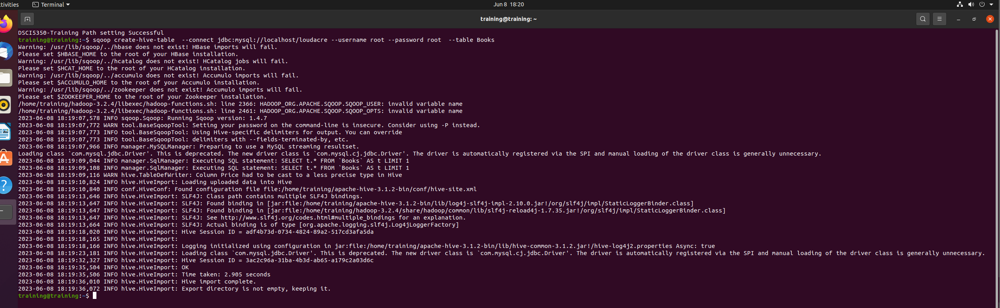 ctivities
Terminal
Jun 8 18:20
training@training: ~
DSCI5350-Training Path setting Successful
training@training:~$ sqoop create-hive-table  --connect jdbc:mysql://localhost/loudacre --username root --password root  --table Books
Warning: /usr/lib/sqoop/../hbase does not exist! HBase imports will fail.
Please set $HBASE_HOME to the root of your HBase installation.
Warning: /usr/lib/sqoop/../hcatalog does not exist! HCatalog jobs will fail.
Please set $HCAT_HOME to the root of your HCatalog installation.
Warning: /usr/lib/sqoop/../accumulo does not exist! Accumulo imports will fail.
Please set $ACCUMULO_HOME to the root of your Accumulo installation.
Warning: /usr/lib/sqoop/../zookeeper does not exist! Accumulo imports will fail.
Please set $ZOOKEEPER_HOME to the root of your Zookeeper installation.
/home/training/hadoop-3.2.4/libexec/hadoop-functions.sh: line 2366: HADOOP_ORG.APACHE.SQOOP.SQOOP_USER: invalid variable name
/home/training/hadoop-3.2.4/libexec/hadoop-functions.sh: line 2461: HADOOP_ORG.APACHE.SQOOP.SQOOP_OPTS: invalid variable name
2023-06-08 18:19:07,578 INFO sqoop.Sqoop: Running Sqoop version: 1.4.7
2023-06-08 18:19:07,772 WARN tool.BaseSqoopTool: Setting your password on the command-line is insecure. Consider using -P instead.
2023-06-08 18:19:07,773 INFO tool.BaseSqoopTool: Using Hive-specific delimiters for output. You can override
2023-06-08 18:19:07,773 INFO tool.BaseSqoopTool: delimiters with --fields-terminated-by, etc.
2023-06-08 18:19:07,966 INFO manager.MySQLManager: Preparing to use a MySQL streaming resultset.
Loading class `com.mysql.jdbc.Driver'. This is deprecated. The new driver class is `com.mysql.cj.jdbc.Driver'. The driver is automatically registered via the SPI and manual loading of the driver class is generally unnecessary.
2023-06-08 18:19:09,044 INFO manager.SqlManager: Executing SQL statement: SELECT t.* FROM `Books` AS t LIMIT 1
2023-06-08 18:19:09,108 INFO manager.SqlManager: Executing SQL statement: SELECT t.* FROM `Books` AS t LIMIT 1
2023-06-08 18:19:09,116 WARN hive.TableDefWriter: Column Price had to be cast to a less precise type in Hive
2023-06-08 18:19:10,824 INFO hive.HiveImport: Loading uploaded data into Hive
2023-06-08 18:19:10,840 INFO conf.HiveConf: Found configuration file file:/home/training/apache-hive-3.1.2-bin/conf/hive-site.xml
2023-06-08 18:19:13,646 INFO hive.HiveImport: SLF4J: Class path contains multiple SLF4J bindings.
2023-06-08 18:19:13,647 INFO hive.HiveImport: SLF4J: Found binding in [jar:file:/home/training/apache-hive-3.1.2-bin/lib/log4j-slf4j-impl-2.10.0.jar!/org/slf4j/impl/StaticLoggerBinder.class]
2023-06-08 18:19:13,647 INFO hive.HiveImport: SLF4J: Found binding in [jar:file:/home/training/hadoop-3.2.4/share/hadoop/common/lib/slf4j-reload4j-1.7.35.jar!/org/slf4j/impl/StaticLoggerBinder.class]
2023-06-08 18:19:13,647 INFO hive.HiveImport: SLF4J: See http://www.slf4j.org/codes.html#multiple_bindings for an explanation.
2023-06-08 18:19:13,664 INFO hive.HiveImport: SLF4J: Actual binding is of type [org.apache.logging.slf4j.Log4jLoggerFactory]
2023-06-08 18:19:18,020 INFO hive.HiveImport: Hive Session ID = adf4b73d-0734-4824-89a2-517cd3afa5da
2023-06-08 18:19:18,165 INFO hive.HiveImport:
2023-06-08 18:19:18,166 INFO hive.HiveImport: Logging initialized using configuration in jar:file:/home/training/apache-hive-3.1.2-bin/lib/hive-common-3.1.2.jar!/hive-log4j2.properties Async: true
2023-06-08 18:19:23,181 INFO hive.HiveImport: Loading class `com.mysql.jdbc.Driver'. This is deprecated. The new driver class is `com.mysql.cj.jdbc.Driver'. The driver is automatically registered via the SPI and manual loading of the driver class is generally unnecessary.
2023-06-08 18:19:32,327 INFO hive.HiveImport: Hive Session ID = 3ac2c96a-31ba-4b3d-ab65-a179c2a03d6c
2023-06-08 18:19:35,504 INFO hive.HiveImport: OK
2023-06-08 18:19:35,506 INFO hive.HiveImport: Time taken: 2.905 seconds
2023-06-08 18:19:36,010 INFO hive.HiveImport: Hive import complete.
2023-06-08 18:19:36,072 INFO hive.HiveImport: Export directory is not empty, keeping it.
training@training:~$